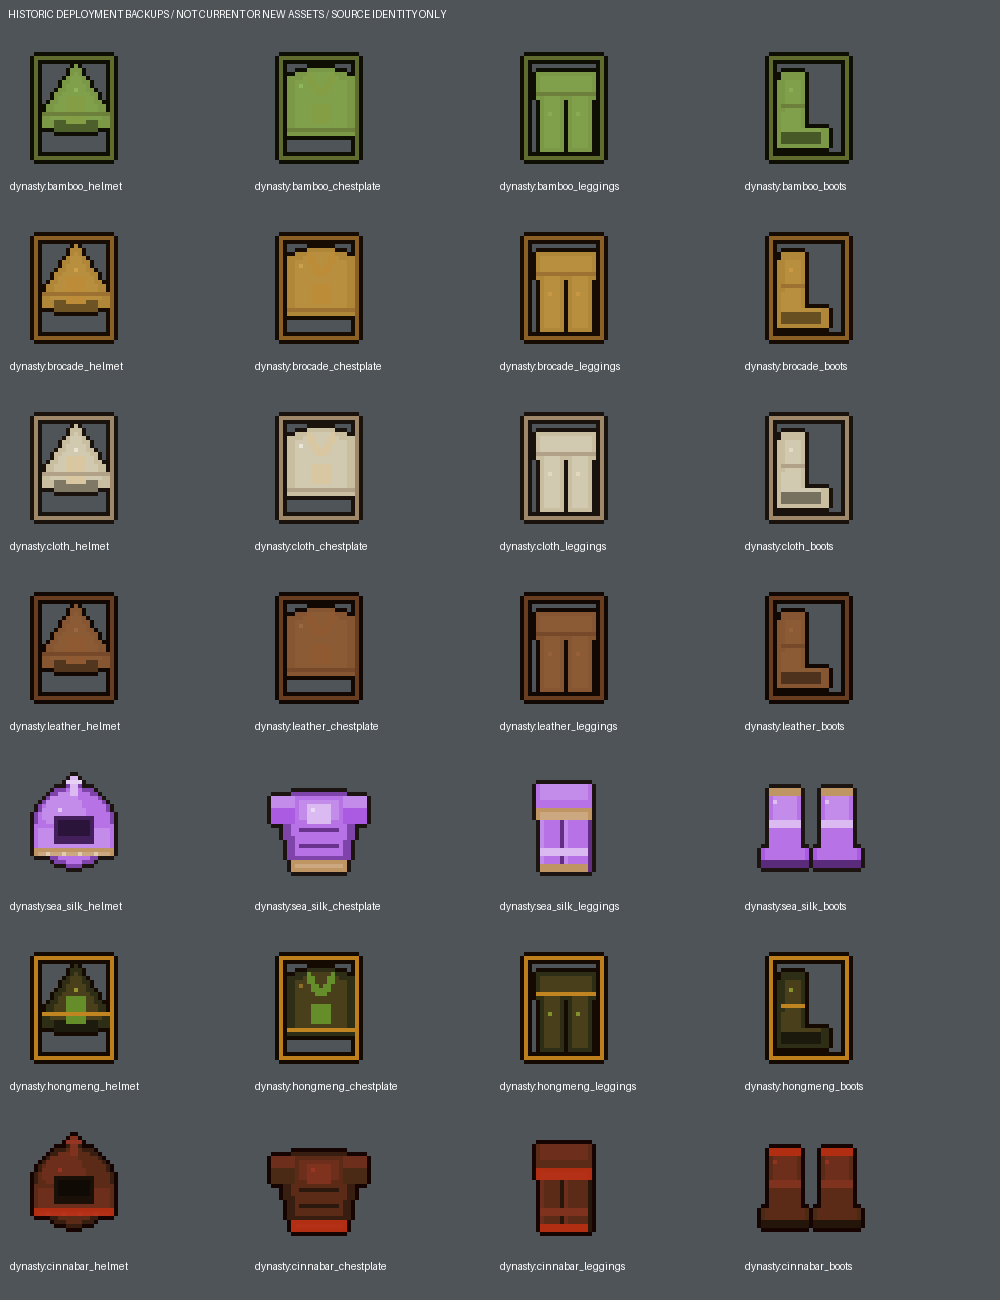 HISTORIC DEPLOYMENT BACKUPS / NOT CURRENT OR NEW ASSETS / SOURCE IDENTITY ONLY
dynasty:bamboo_helmet dynasty:bamboo_chestplate dynasty:bamboo_leggings dynasty:bamboo_boots
dynasty:brocade_helmet dynasty:brocade_chestplate dynasty:brocade_leggings dynasty:brocade_boots
dynasty:cloth_helmet dynasty:cloth_chestplate dynasty:cloth_leggings dynasty:cloth_boots
dynasty:leather_helmet dynasty:leather_chestplate dynasty:leather_leggings dynasty:leather_boots
dynasty:sea_silk_helmet dynasty:sea_silk_chestplate dynasty:sea_silk_leggings dynasty:sea_silk_boots
dynasty:hongmeng_helmet dynasty:hongmeng_chestplate dynasty:hongmeng_leggings dynasty:hongmeng_boots
dynasty:cinnabar_helmet dynasty:cinnabar_chestplate dynasty:cinnabar_leggings dynasty:cinnabar_boots